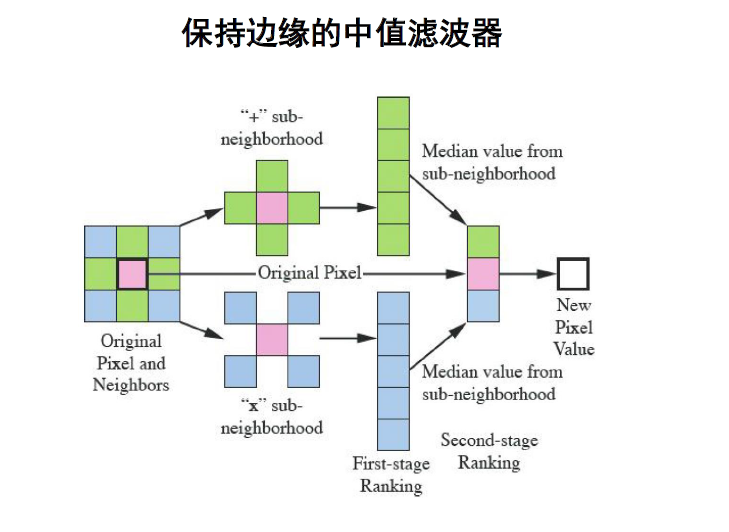 保持边缘的中值滤波器
“+” sub-
neighborhood
Median value from
sub-neighborhood
Original Pixel
Original
Pixel and
Neighbors
New
Pixel
Value
“x” sub-
neighborhood
Median value from
sub-neighborhood
First-stage
Ranking
Second-stage
Ranking